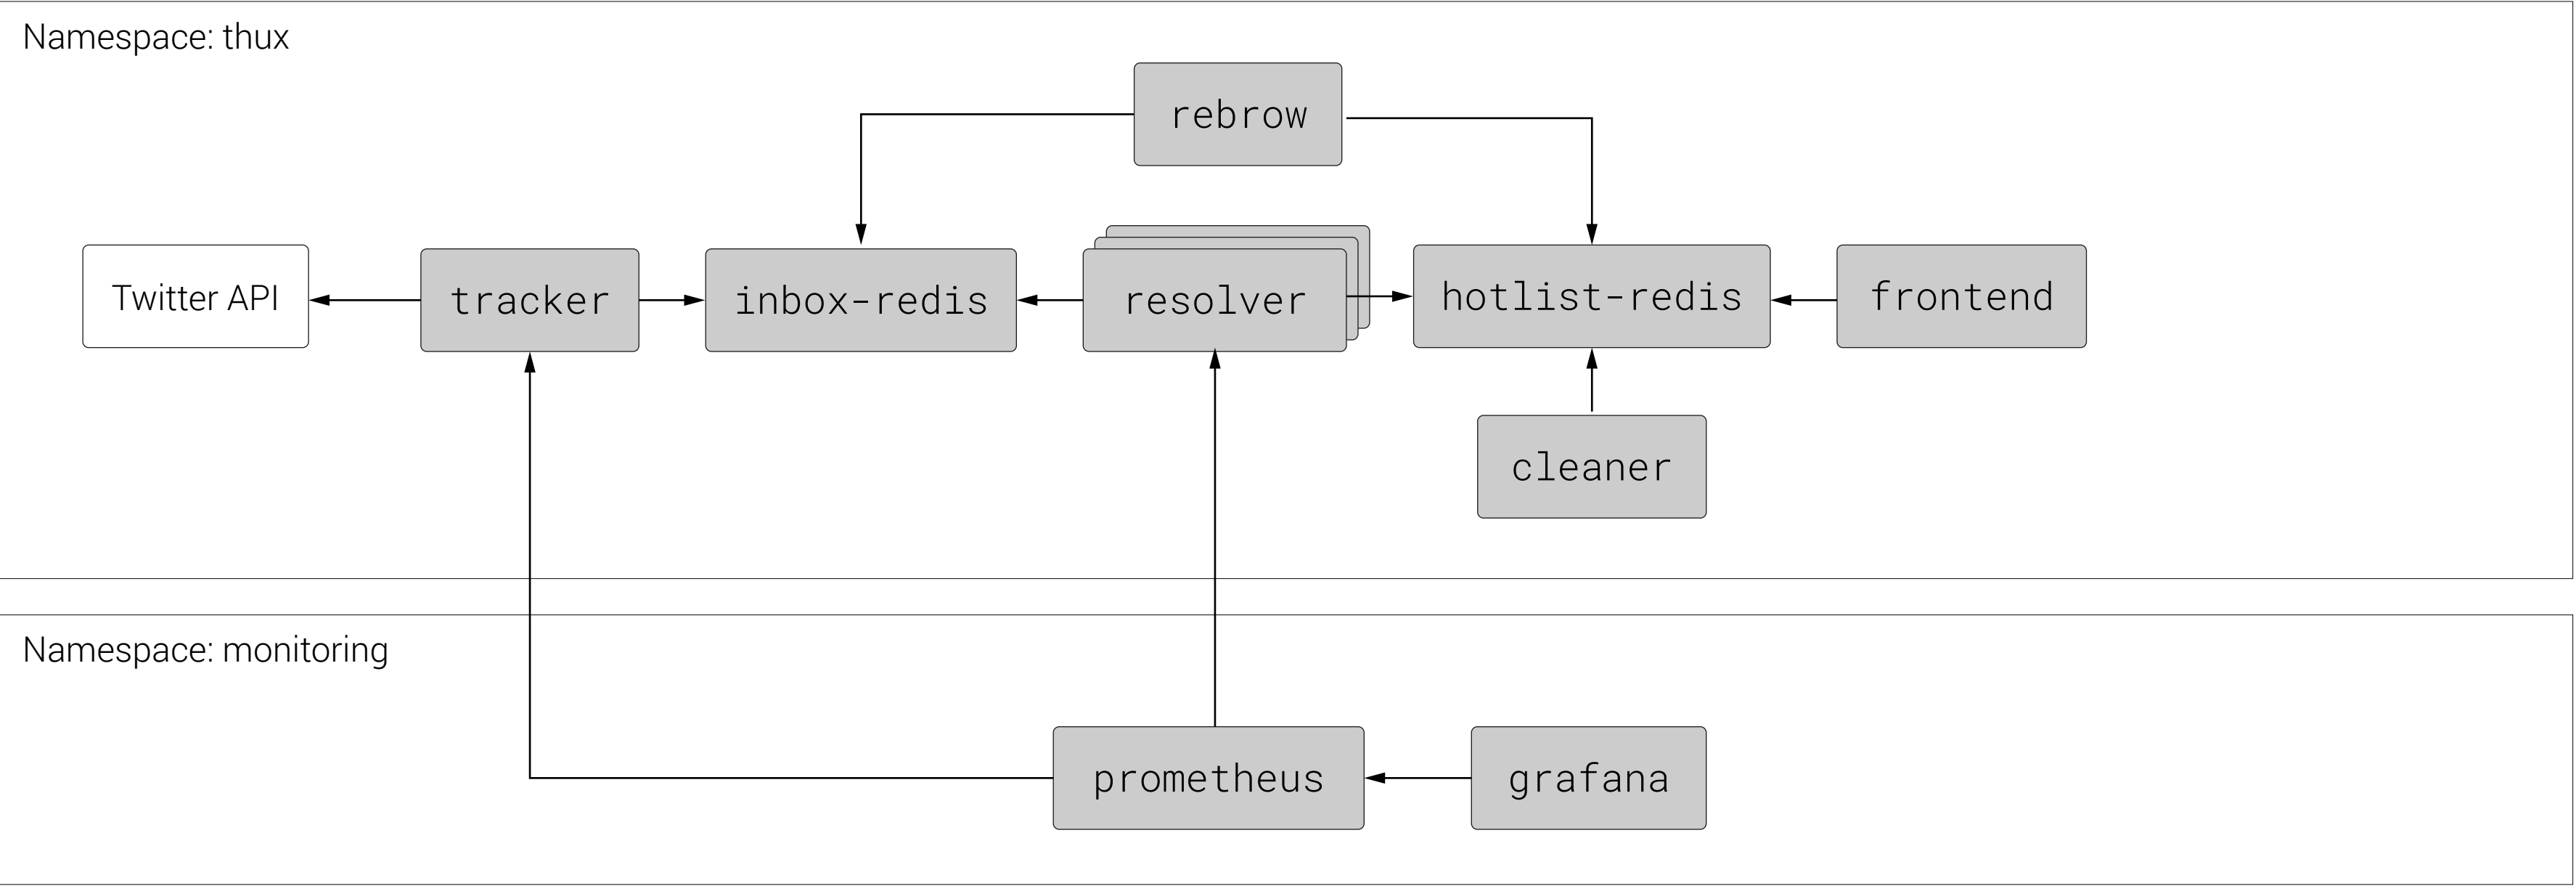 Namespace: thux
rebrow
Twitter API
tracker
inbox-redis
resolver
hotlist-redis
frontend
cleaner
Namespace: monitoring
prometheus
grafana